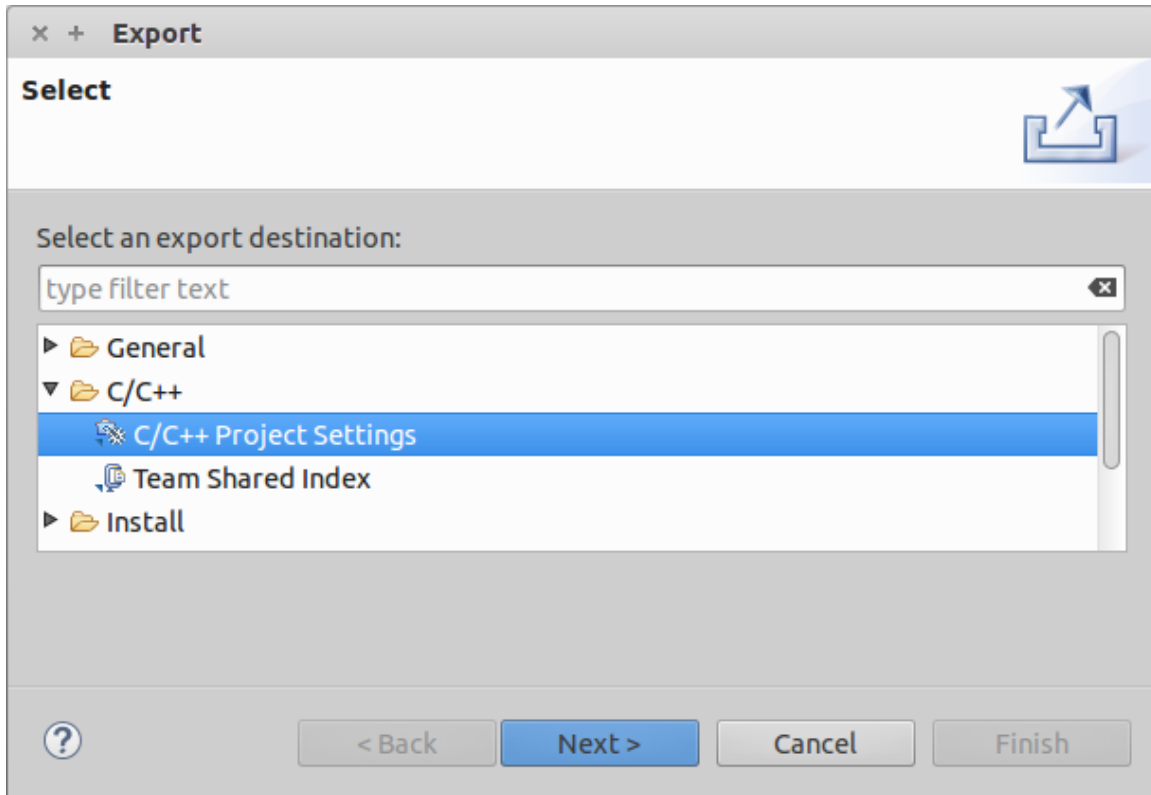 Export
Select
Select an export destination:
type filter text
General
C/C++
C/C++ Project Settings
Team Shared Index
Install
< Back Next > Cancel Finish